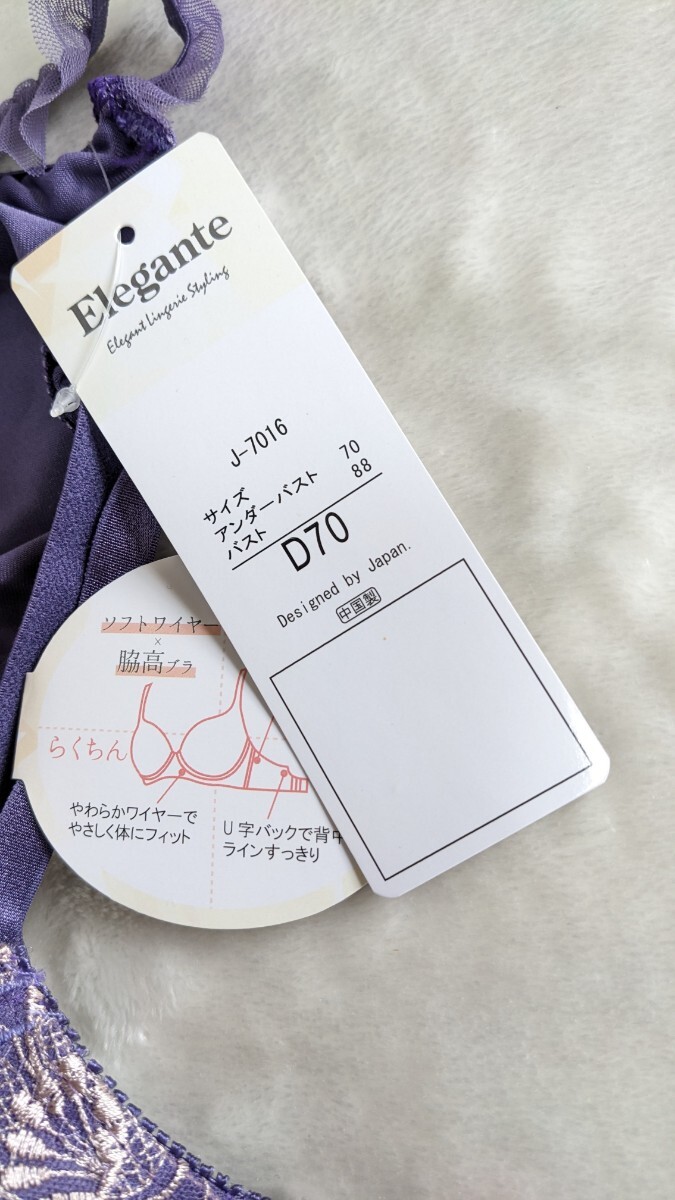 Elegante
Elegant Lingerie Styling
J-7016
サイズ
アンダーバスト 70
バスト 88
D70
Designed by Japan.
中国製
ソフトワイヤー
×
脇高ブラ
らくちん
やわらかワイヤーで
やさしく体にフィット
U字バックで背中
ラインすっきり